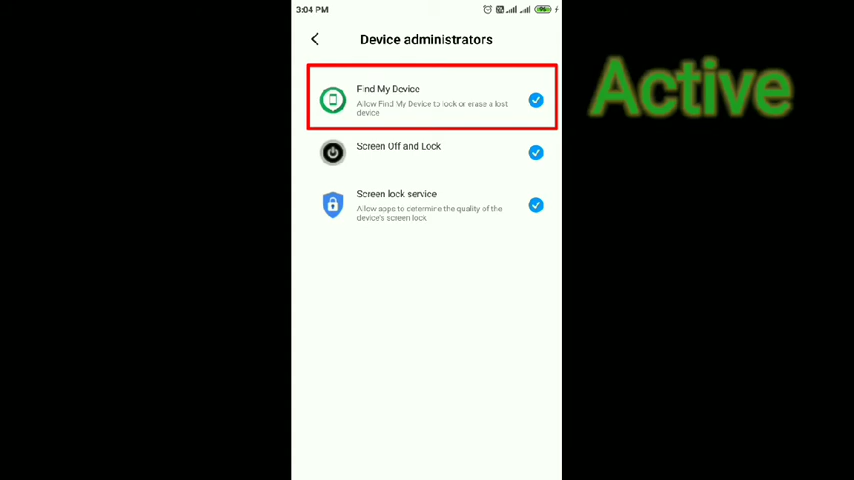 3:04 PM
Device administrators
Find My Device
Allow Find My Device to lock or erase a lost
device
Active
Screen Off and Lock
Screen lock service
Allow apps to determine the quality of the
device's screen lock